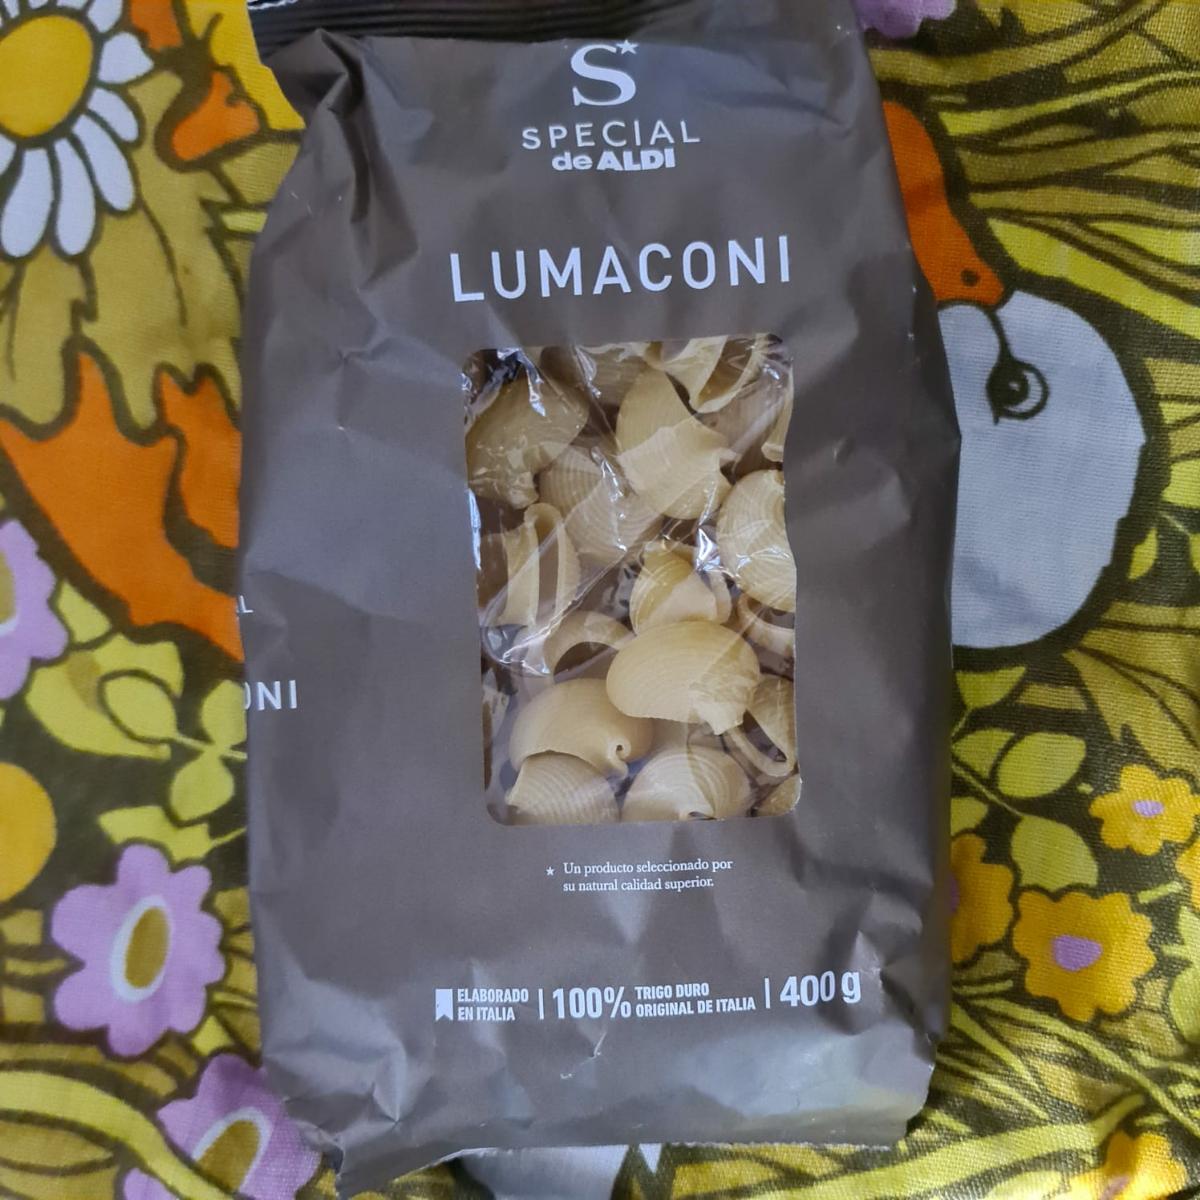 S
SPECIAL
de ALDI
LUMACONI
L
ONI
★ Un producto seleccionado por
su natural calidad superior.
ELABORADO
EN ITALIA
100%
TRIGO DURO
ORIGINAL DE ITALIA
400 g